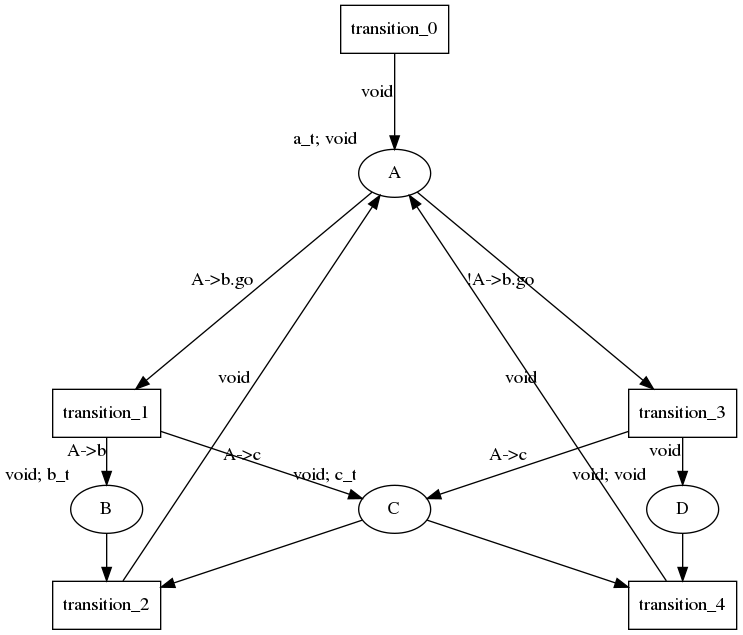 transition_0
void
a_t; void
A
A->b.go
!A->b.go
void
void
transition_1
transition_3
A->b
void
A->c
A->c
void; b_t
void; c_t
void; void
B
C
D
transition_2
transition_4